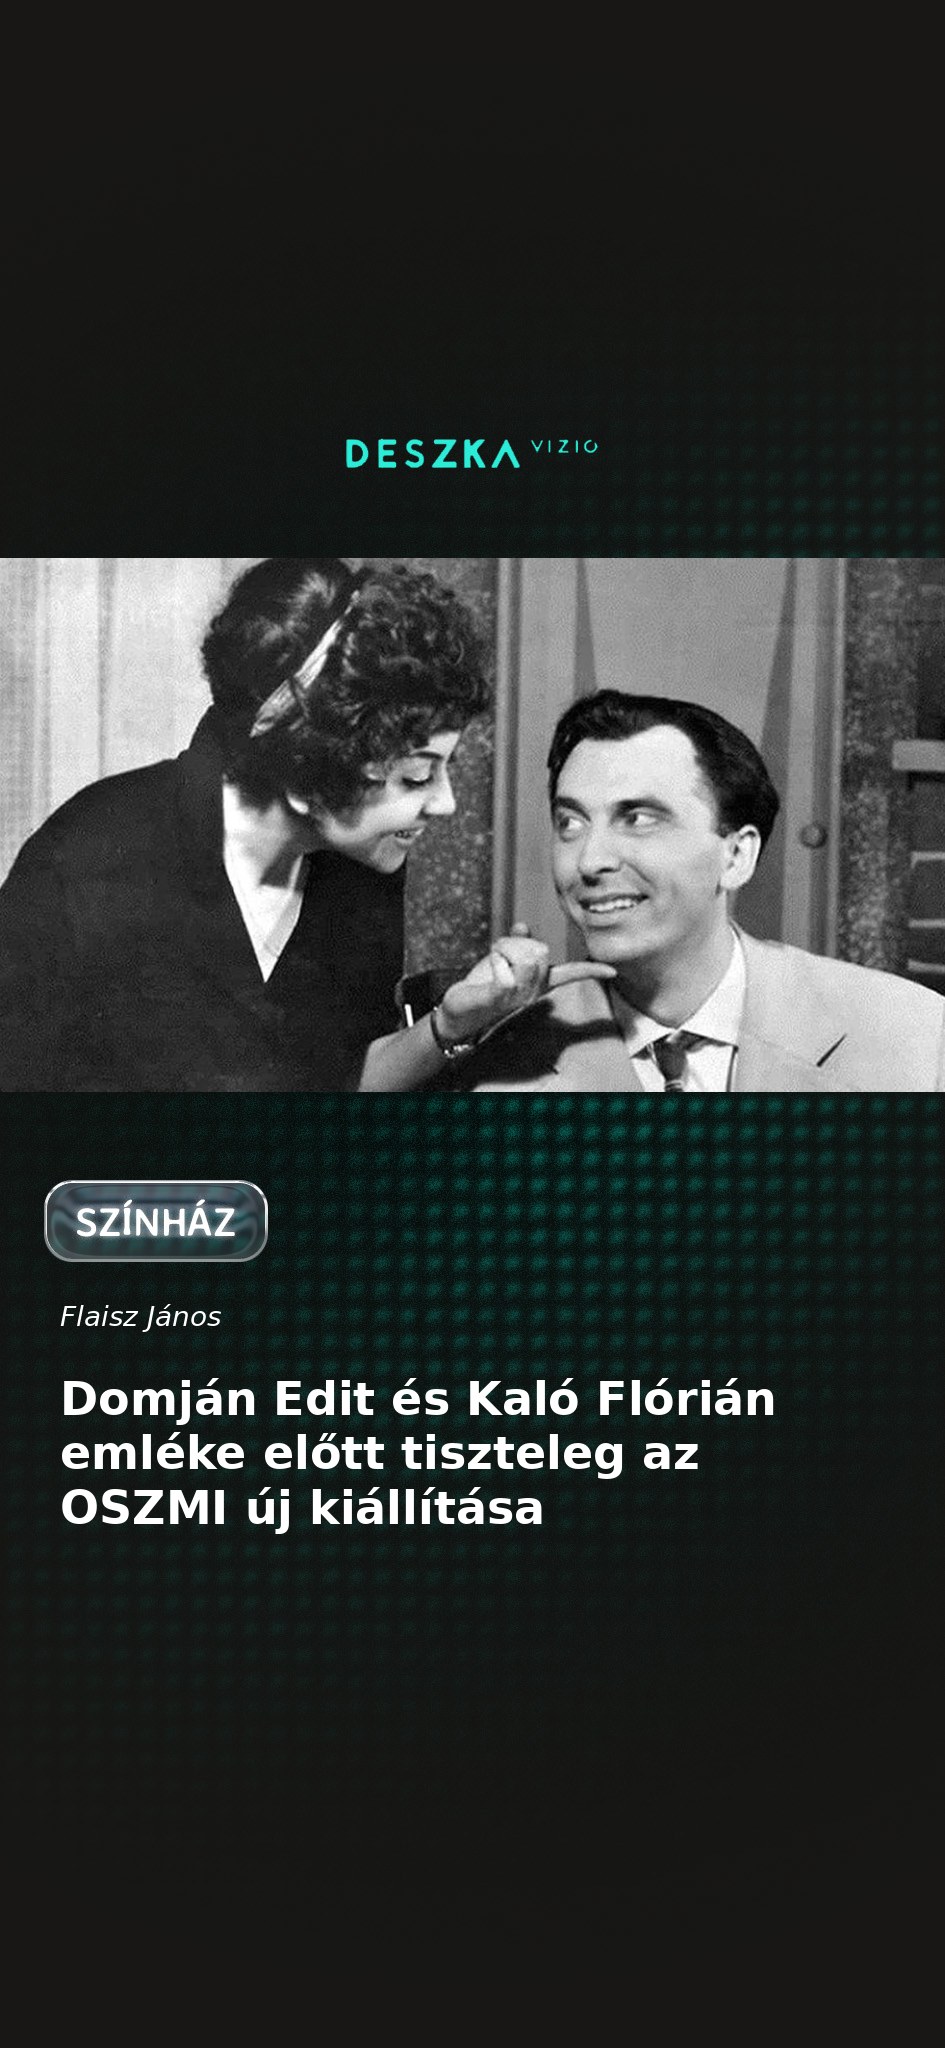 DESZKA VIZIO
SZÍNHÁZ
Flaisz János
Domján Edit és Kaló Flórián
emléke előtt tiszteleg az
OSZMI új kiállítása